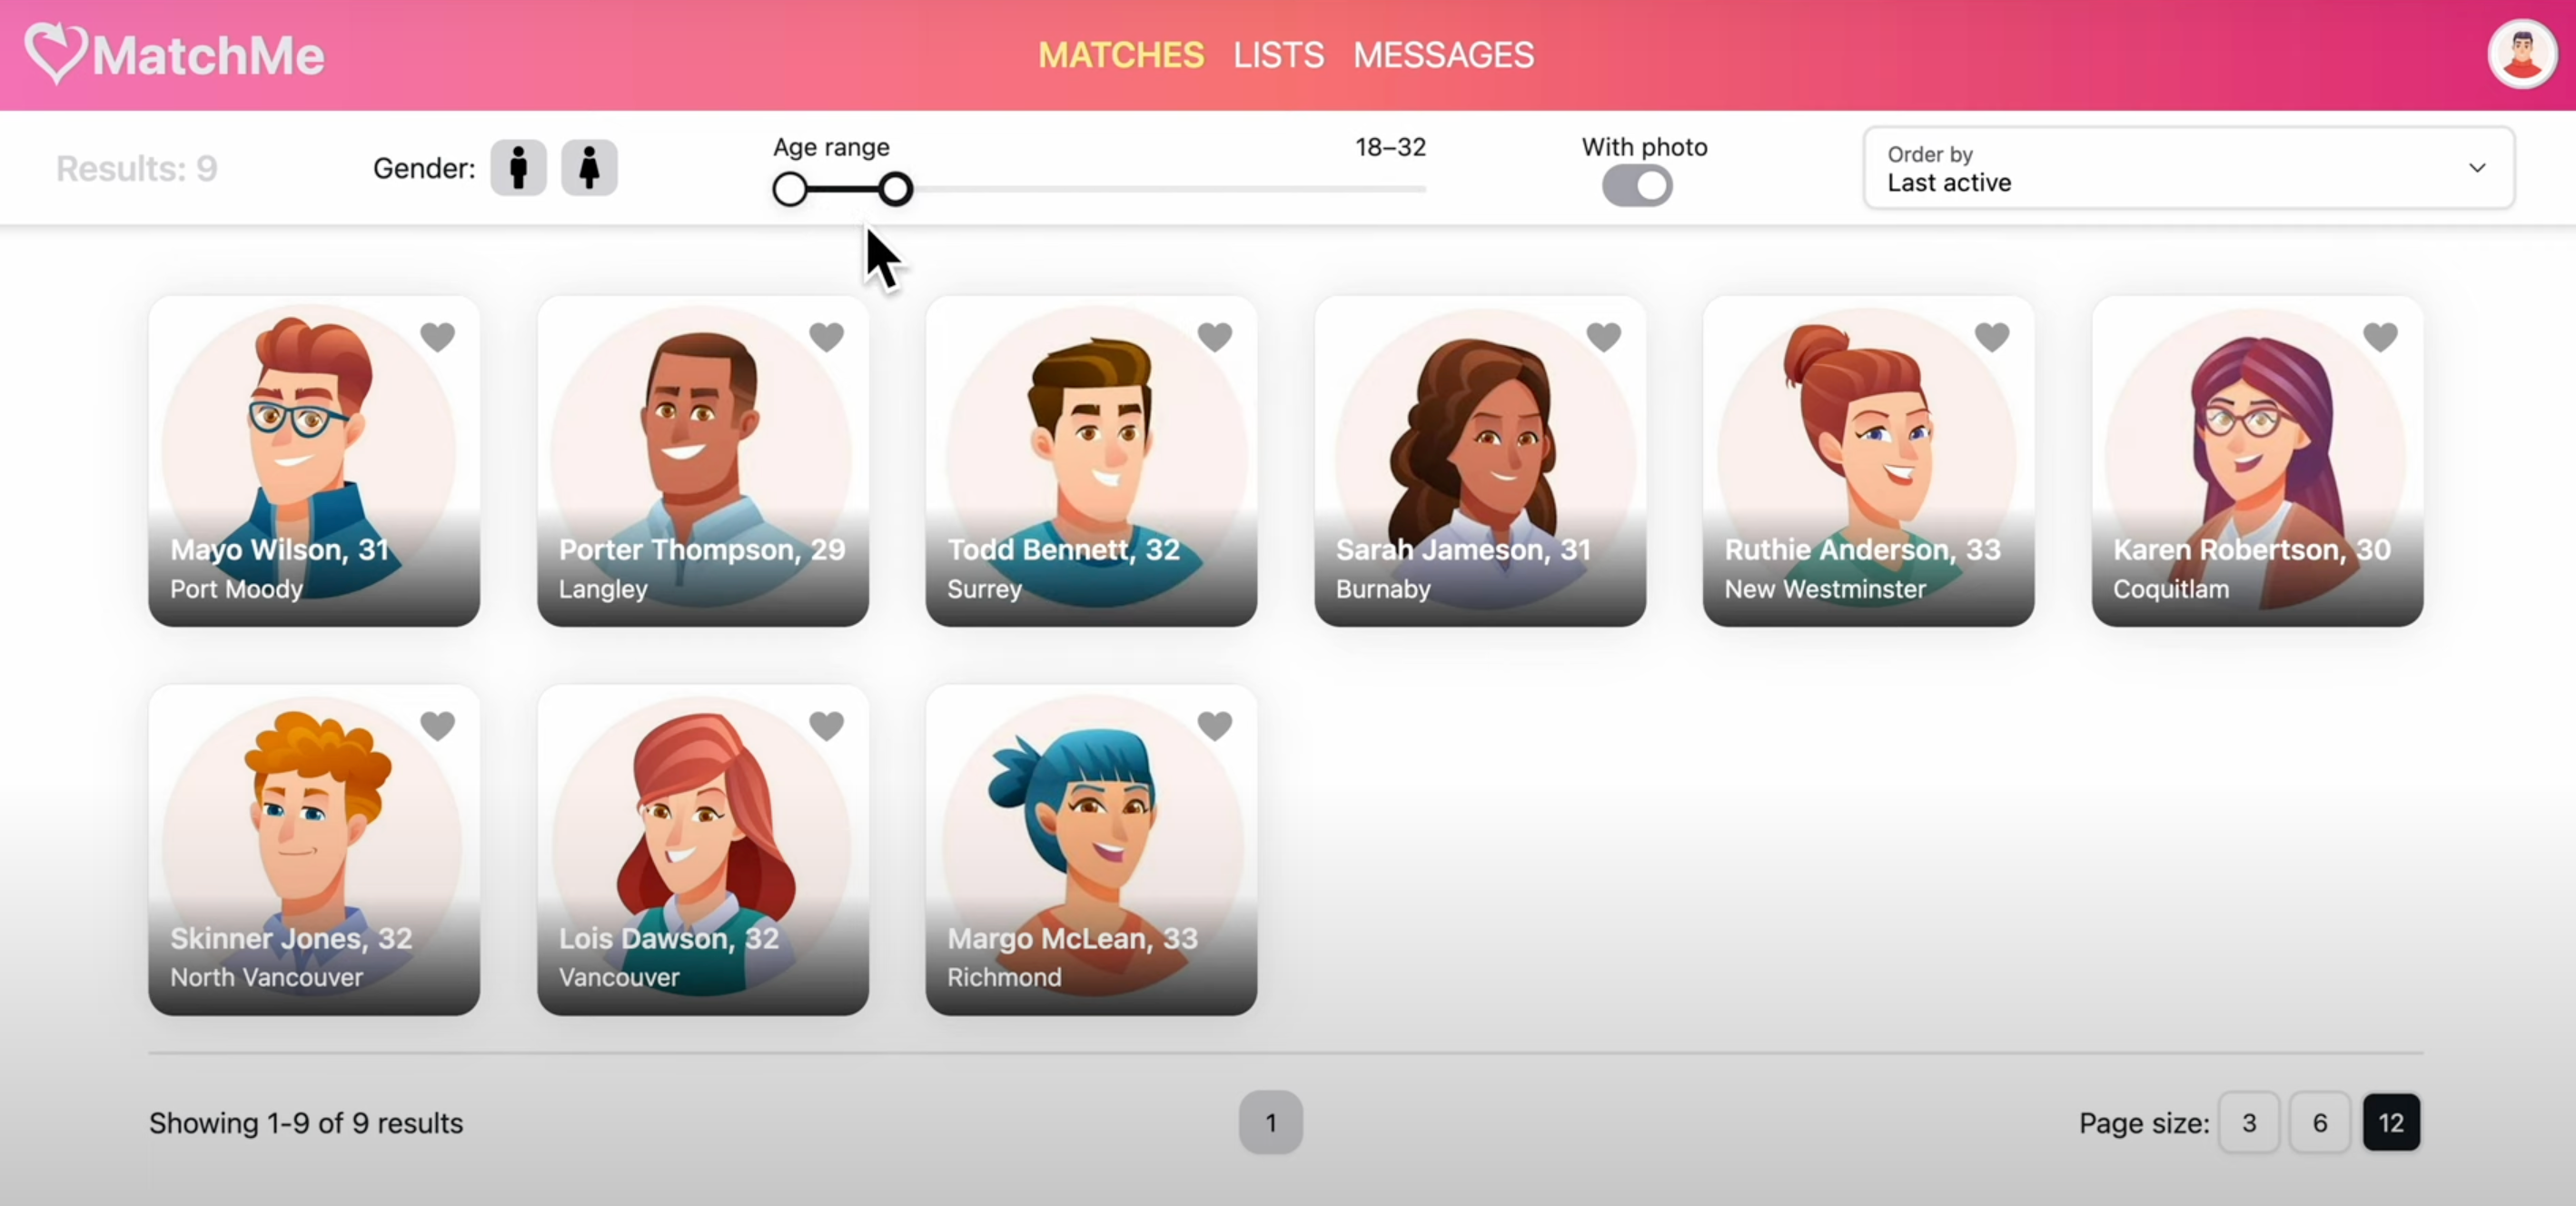 MatchMe
MATCHES LISTS MESSAGES
Results: 9
Gender:
Age range
18–32
With photo
Order by
Last active
Mayo Wilson, 31
Port Moody
Porter Thompson, 29
Langley
Todd Bennett, 32
Surrey
Sarah Jameson, 31
Burnaby
Ruthie Anderson, 33
New Westminster
Karen Robertson, 30
Coquitlam
Skinner Jones, 32
North Vancouver
Lois Dawson, 32
Vancouver
Margo McLean, 33
Richmond
Showing 1-9 of 9 results
1
Page size: 3 6 12